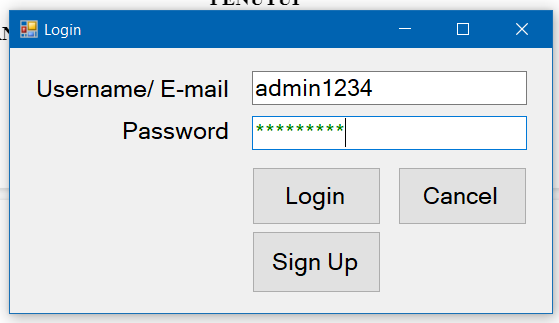 Login
Username/ E-mail admin1234
Password *********
Login Cancel
Sign Up